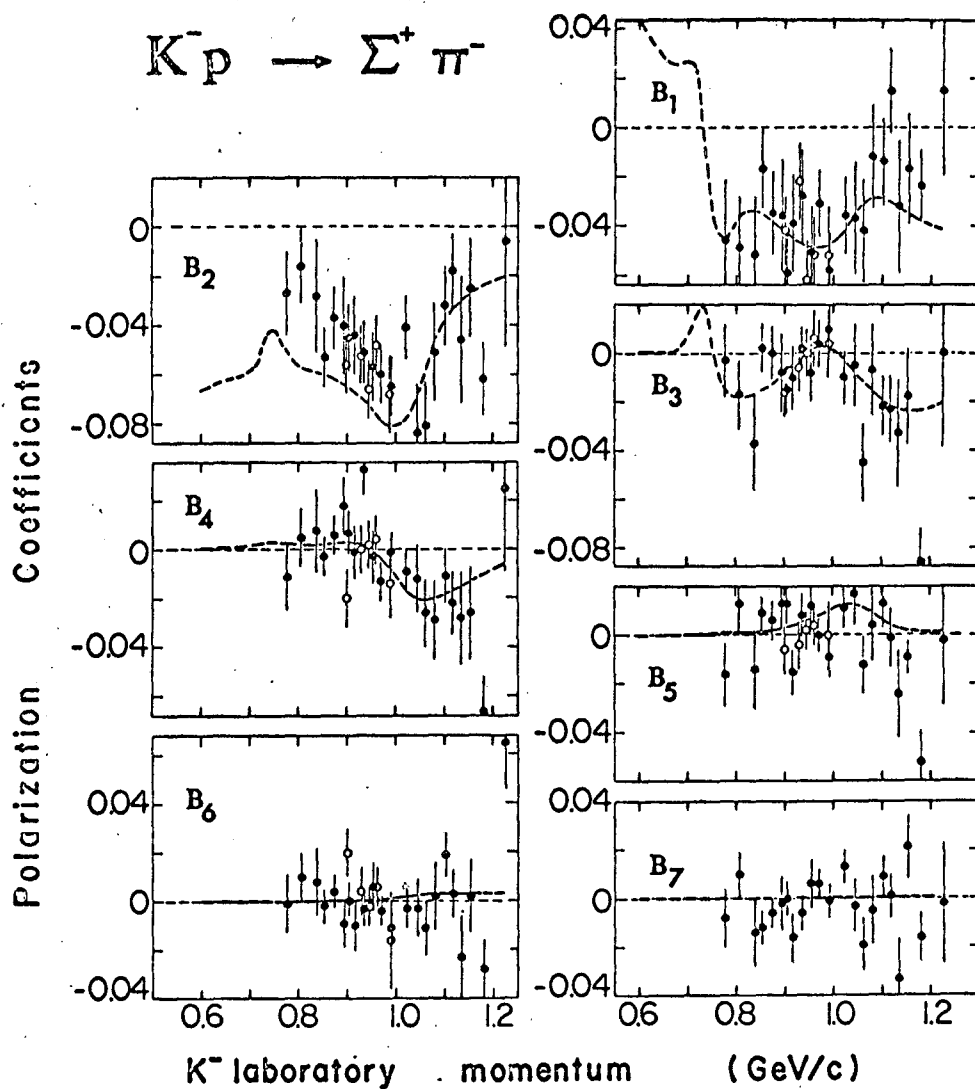 K⁻p → Σ⁺ π⁻
Polarization Coefficients
B₁
0.04
0
-0.04
B₂
0
-0.04
-0.08
B₃
0
-0.04
-0.08
B₄
0
-0.04
B₅
0
-0.04
B₆
0.04
0
-0.04
B₇
0.04
0
-0.04
0.6 0.8 1.0 1.2
0.6 0.8 1.0 1.2
K⁻ laboratory momentum (GeV/c)